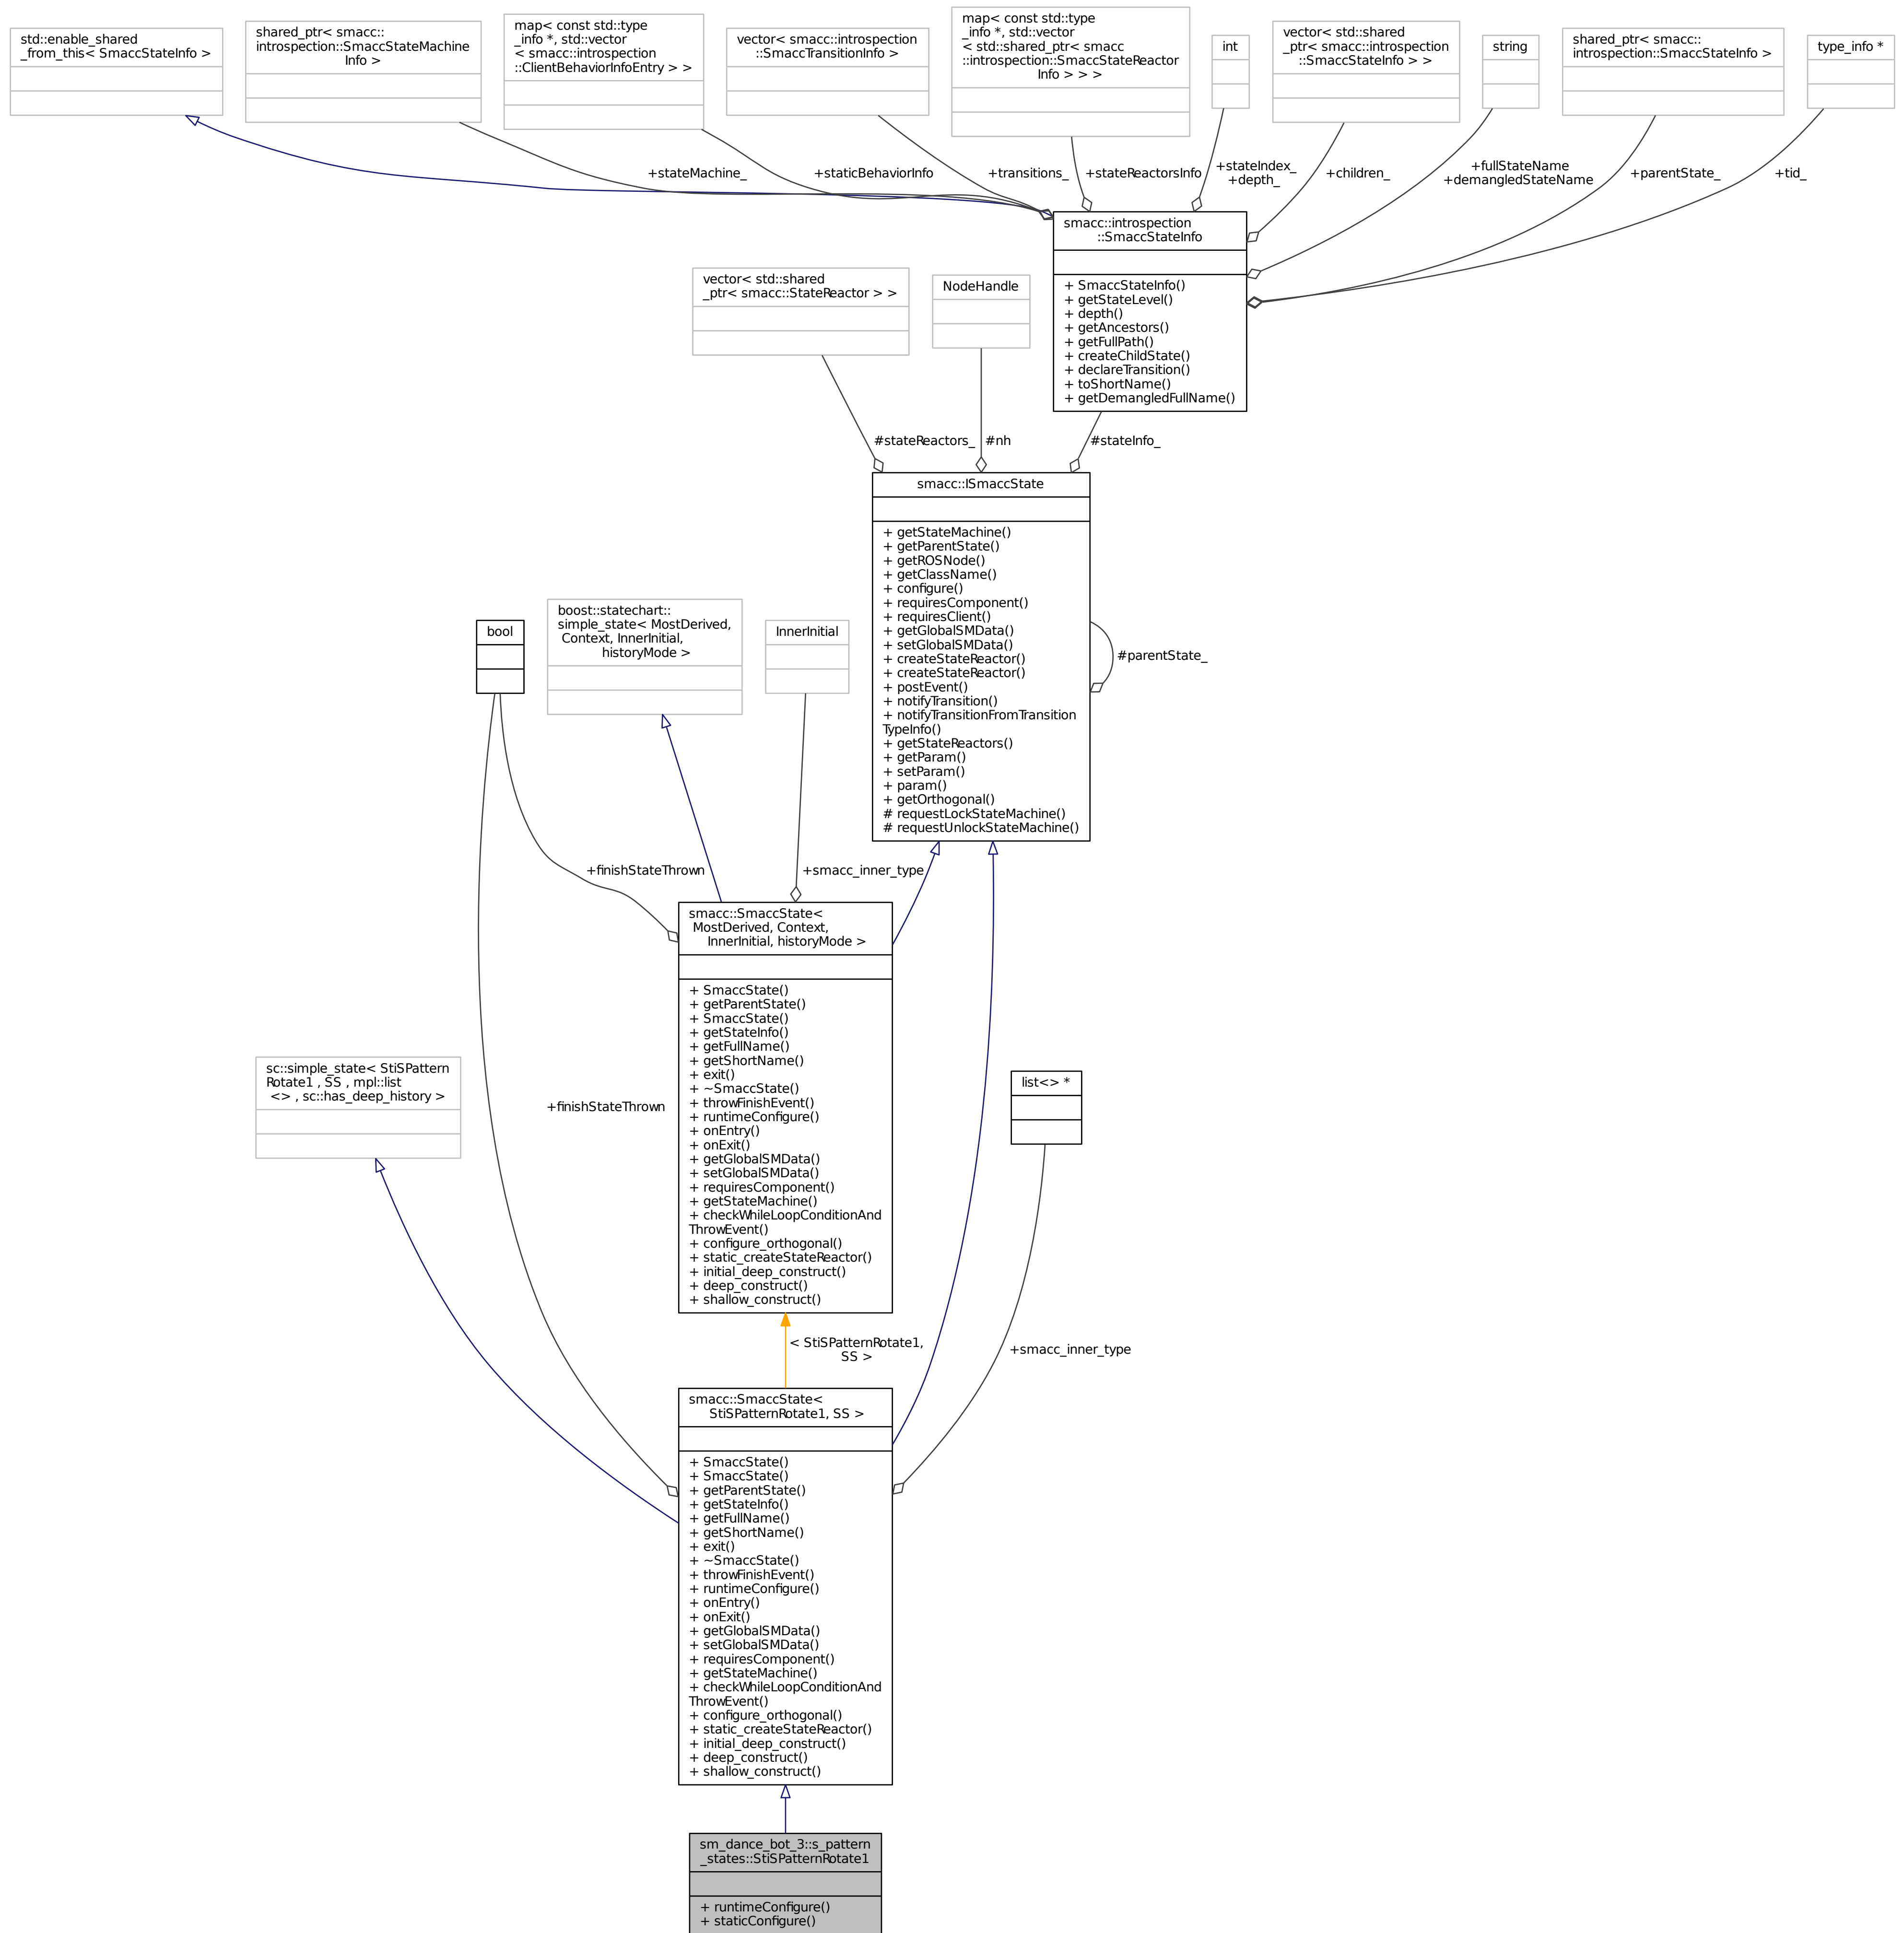 std::enable_shared
_from_this< SmaccStateInfo >
shared_ptr< smacc::
introspection::SmaccStateMachine
Info >
map< const std::type
_info *, std::vector
< smacc::introspection
::ClientBehaviorInfoEntry > >
vector< smacc::introspection
::SmaccTransitionInfo >
map< const std::type
_info *, std::vector
< std::shared_ptr< smacc
::introspection::SmaccStateReactor
Info > > >
int
vector< std::shared
_ptr< smacc::introspection
::SmaccStateInfo > >
string
shared_ptr< smacc::
introspection::SmaccStateInfo >
type_info *
+stateMachine_
+staticBehaviorInfo
+transitions_
+stateReactorsInfo
+stateIndex_
+depth_
+children_
+fullStateName
+demangledStateName
+parentState_
+tid_
smacc::introspection
::SmaccStateInfo
+ SmaccStateInfo()
+ getStateLevel()
+ depth()
+ getAncestors()
+ getFullPath()
+ createChildState()
+ declareTransition()
+ toShortName()
+ getDemangledFullName()
vector< std::shared
_ptr< smacc::StateReactor > >
NodeHandle
#stateReactors_
#nh
#stateInfo_
smacc::ISmaccState
+ getStateMachine()
+ getParentState()
+ getROSNode()
+ getClassName()
+ configure()
+ requiresComponent()
+ requiresClient()
+ getGlobalSMData()
+ setGlobalSMData()
+ createStateReactor()
+ createStateReactor()
+ postEvent()
+ notifyTransition()
+ notifyTransitionFromTransition
TypeInfo()
+ getStateReactors()
+ getParam()
+ setParam()
+ param()
+ getOrthogonal()
# requestLockStateMachine()
# requestUnlockStateMachine()
#parentState_
bool
boost::statechart::
simple_state< MostDerived,
Context, InnerInitial,
historyMode >
InnerInitial
+finishStateThrown
+smacc_inner_type
smacc::SmaccState<
MostDerived, Context,
InnerInitial, historyMode >
+ SmaccState()
+ getParentState()
+ SmaccState()
+ getStateInfo()
+ getFullName()
+ getShortName()
+ exit()
+ ~SmaccState()
+ throwFinishEvent()
+ runtimeConfigure()
+ onEntry()
+ onExit()
+ getGlobalSMData()
+ setGlobalSMData()
+ requiresComponent()
+ getStateMachine()
+ checkWhileLoopConditionAnd
ThrowEvent()
+ configure_orthogonal()
+ static_createStateReactor()
+ initial_deep_construct()
+ deep_construct()
+ shallow_construct()
sc::simple_state< StiSPattern
Rotate1 , SS , mpl::list
<> , sc::has_deep_history >
+finishStateThrown
list<> *
< StiSPatternRotate1,
SS >
+smacc_inner_type
smacc::SmaccState<
StiSPatternRotate1, SS >
+ SmaccState()
+ SmaccState()
+ getParentState()
+ getStateInfo()
+ getFullName()
+ getShortName()
+ exit()
+ ~SmaccState()
+ throwFinishEvent()
+ runtimeConfigure()
+ onEntry()
+ onExit()
+ getGlobalSMData()
+ setGlobalSMData()
+ requiresComponent()
+ getStateMachine()
+ checkWhileLoopConditionAnd
ThrowEvent()
+ configure_orthogonal()
+ static_createStateReactor()
+ initial_deep_construct()
+ deep_construct()
+ shallow_construct()
sm_dance_bot_3::s_pattern
_states::StiSPatternRotate1
+ runtimeConfigure()
+ staticConfigure()